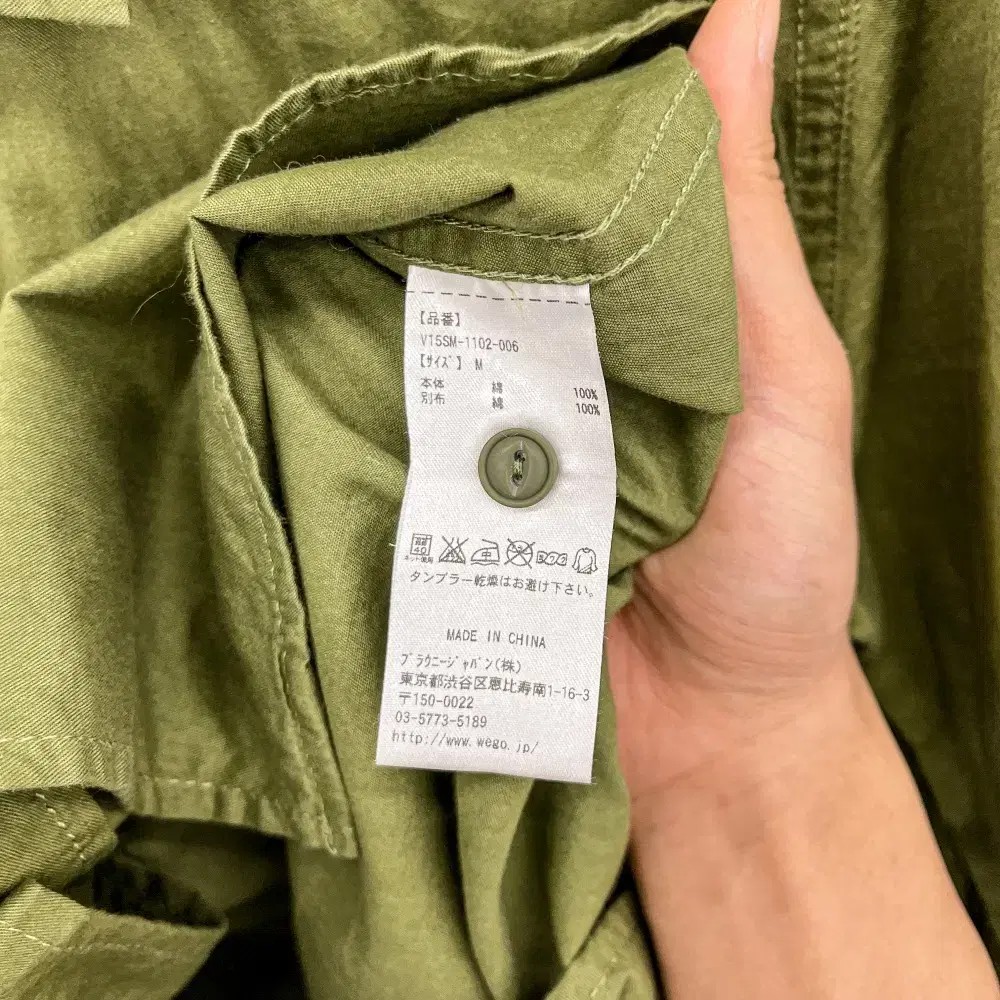 【品番】
V15SM-1102-006
【ｻｲｽﾞ】 M
本体 綿 100%
別布 綿 100%
40
タンブラー乾燥はお避け下さい。
MADE IN CHINA
ﾌﾞﾗｳﾆｰｼﾞｬﾊﾟﾝ(株)
東京都渋谷区恵比寿南1-16-3
〒150-0022
03-5773-5189
http://www.wego.jp/